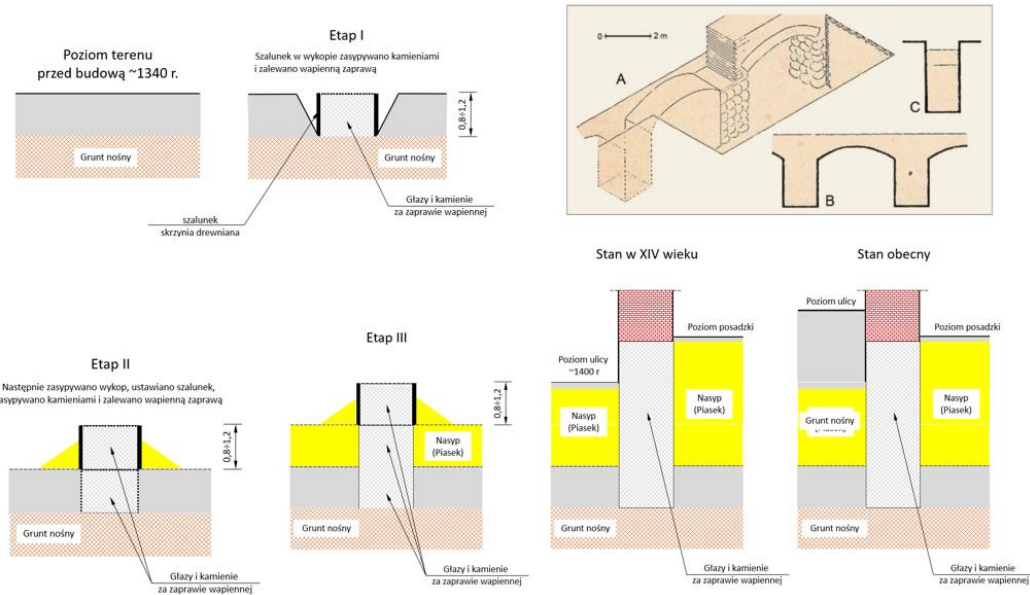 Poziom terenu
przed budową ~1340 r.
Grunt nośny
Etap I
Szalunek w wykopie zasypywano kamieniami
i zalewano wapienną zaprawą
0,8÷1,2
Grunt nośny
Głazy i kamienie
za zaprawie wapiennej
szalunek
skrzynia drewniana
0 2 m
A
C
B
Etap II
Następnie zasypywano wykop, ustawiano szalunek,
asypywano kamieniami i zalewano wapienną zaprawą
0,8÷1,2
Grunt nośny
Głazy i kamienie
za zaprawie wapiennej
Etap III
0,8÷1,2
Nasyp
(Piasek)
Grunt nośny
Głazy i kamienie
za zaprawie wapiennej
Stan w XIV wieku
Poziom posadzki
Poziom ulicy
~1400 r
Nasyp
(Piasek)
Nasyp
(Piasek)
Grunt nośny
Głazy i kamienie
za zaprawie wapiennej
Stan obecny
Poziom ulicy
Poziom posadzki
Nasyp
(Piasek)
Grunt nośny
Grunt nośny
Głazy i kamienie
za zaprawie wapiennej